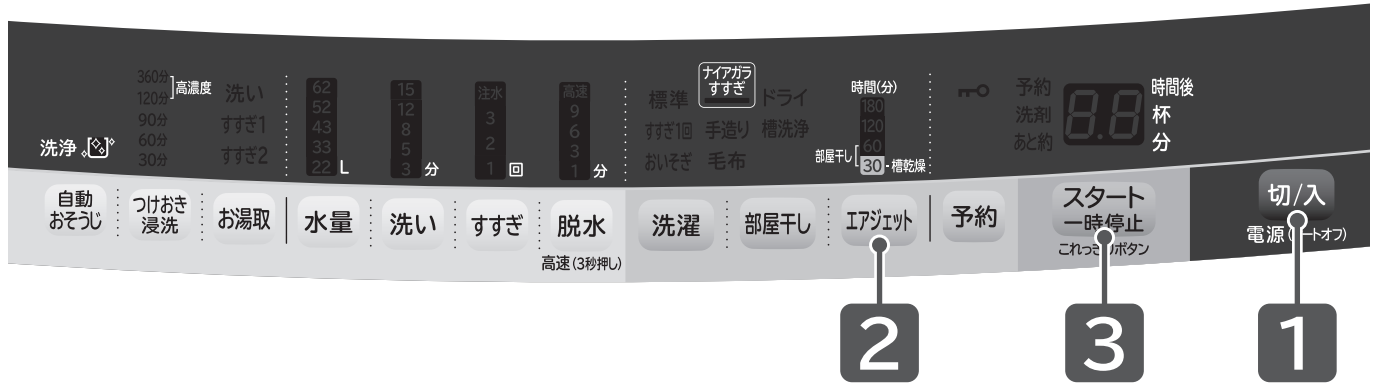 洗浄
360分
120分
90分
60分
30分
高濃度
洗い
すすぎ1
すすぎ2
62
52
43
33
22 L
15
12
8
5
3 分
注水
3
2
1 回
高速
9
6
3
1 分
標準
ナイアガラ
すすぎ
ドライ
すすぎ1回 手造り 槽洗浄
おいそぎ 毛布
時間(分)
180
120
60
30 - 槽乾燥
部屋干し
予約
洗剤
あと約
8.8
時間後
杯
分
自動
おそうじ
つけおき
浸洗
お湯取
水量
洗い
すすぎ
脱水
高速(3秒押し)
洗濯
部屋干し
エアジェット
予約
スタート
一時停止
これっきりボタン
切/入
電源(オートオフ)
2
3
1